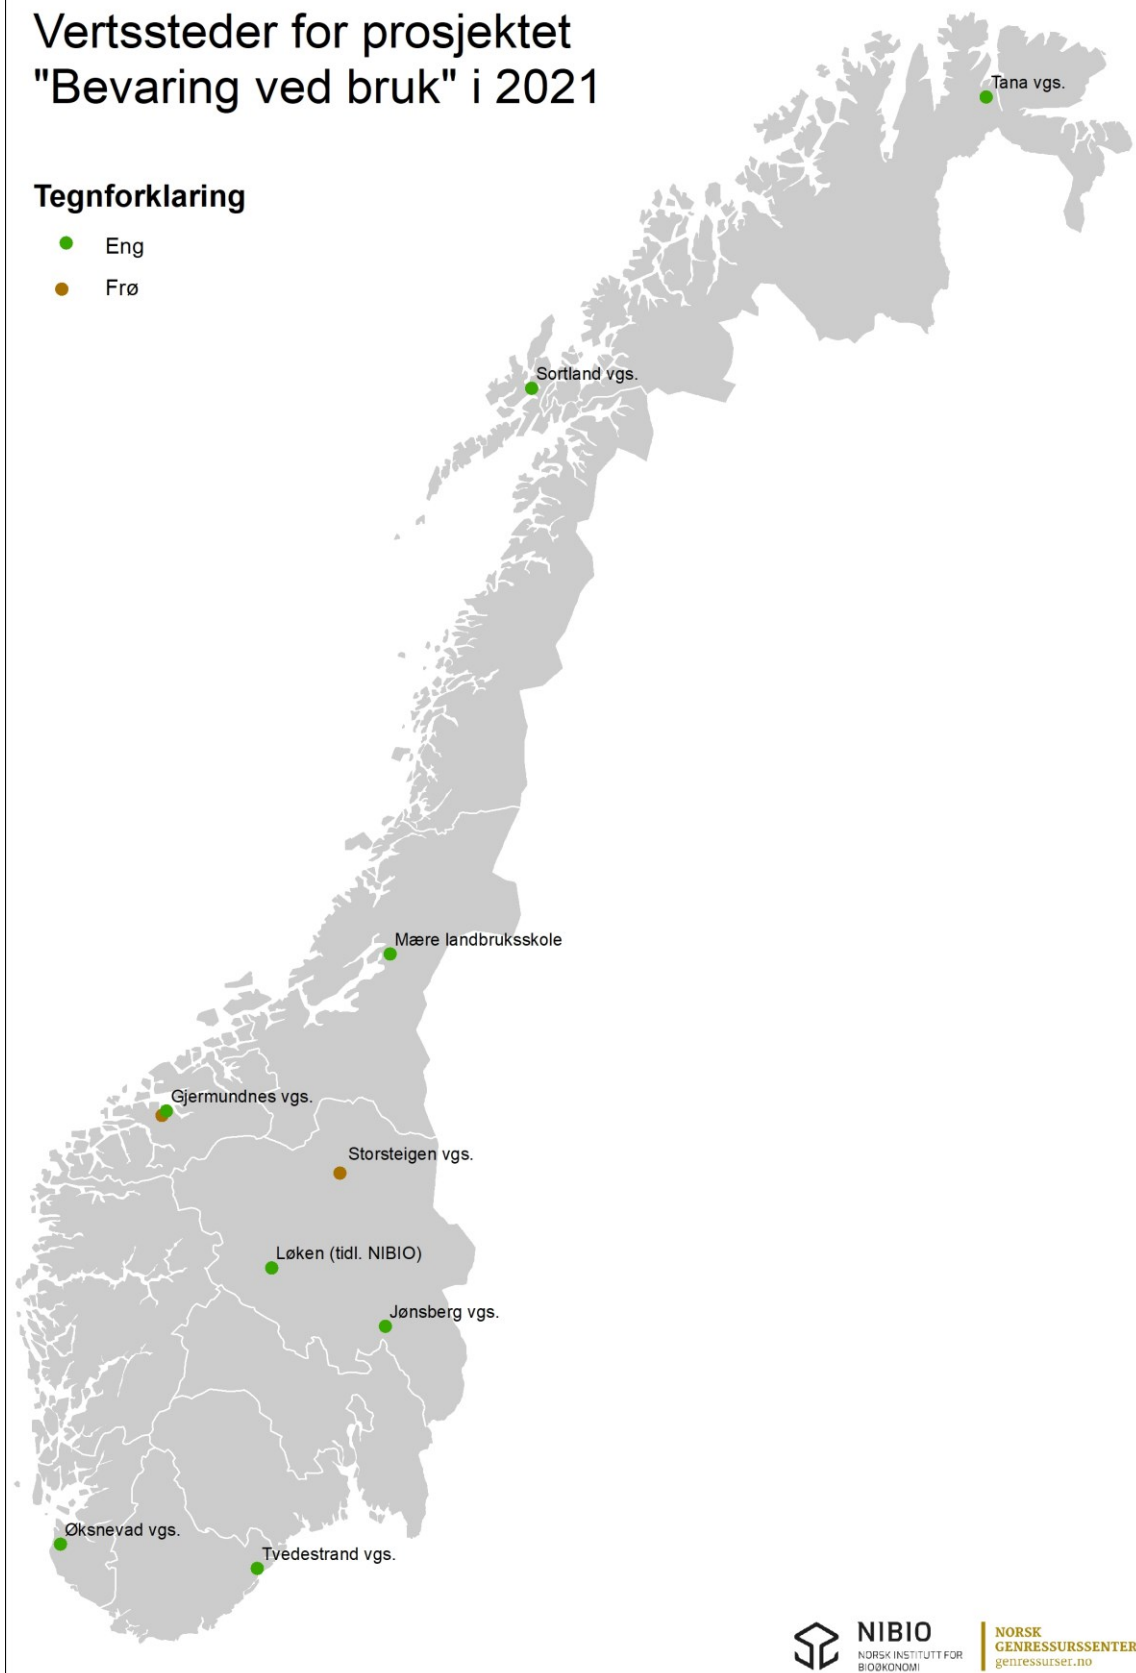 Vertssteder for prosjektet
"Bevaring ved bruk" i 2021
Tegnforklaring
Eng
Frø
Tana vgs.
Sortland vgs.
Mære landbruksskole
Gjermundnes vgs.
Storsteigen vgs.
Løken (tidl. NIBIO)
Jønsberg vgs.
Øksnevad vgs.
Tvedestrand vgs.
NIBIO
NORSK INSTITUTT FOR
BIOØKONOMI
NORSK
GENRESSURSSENTER
genressurser.no